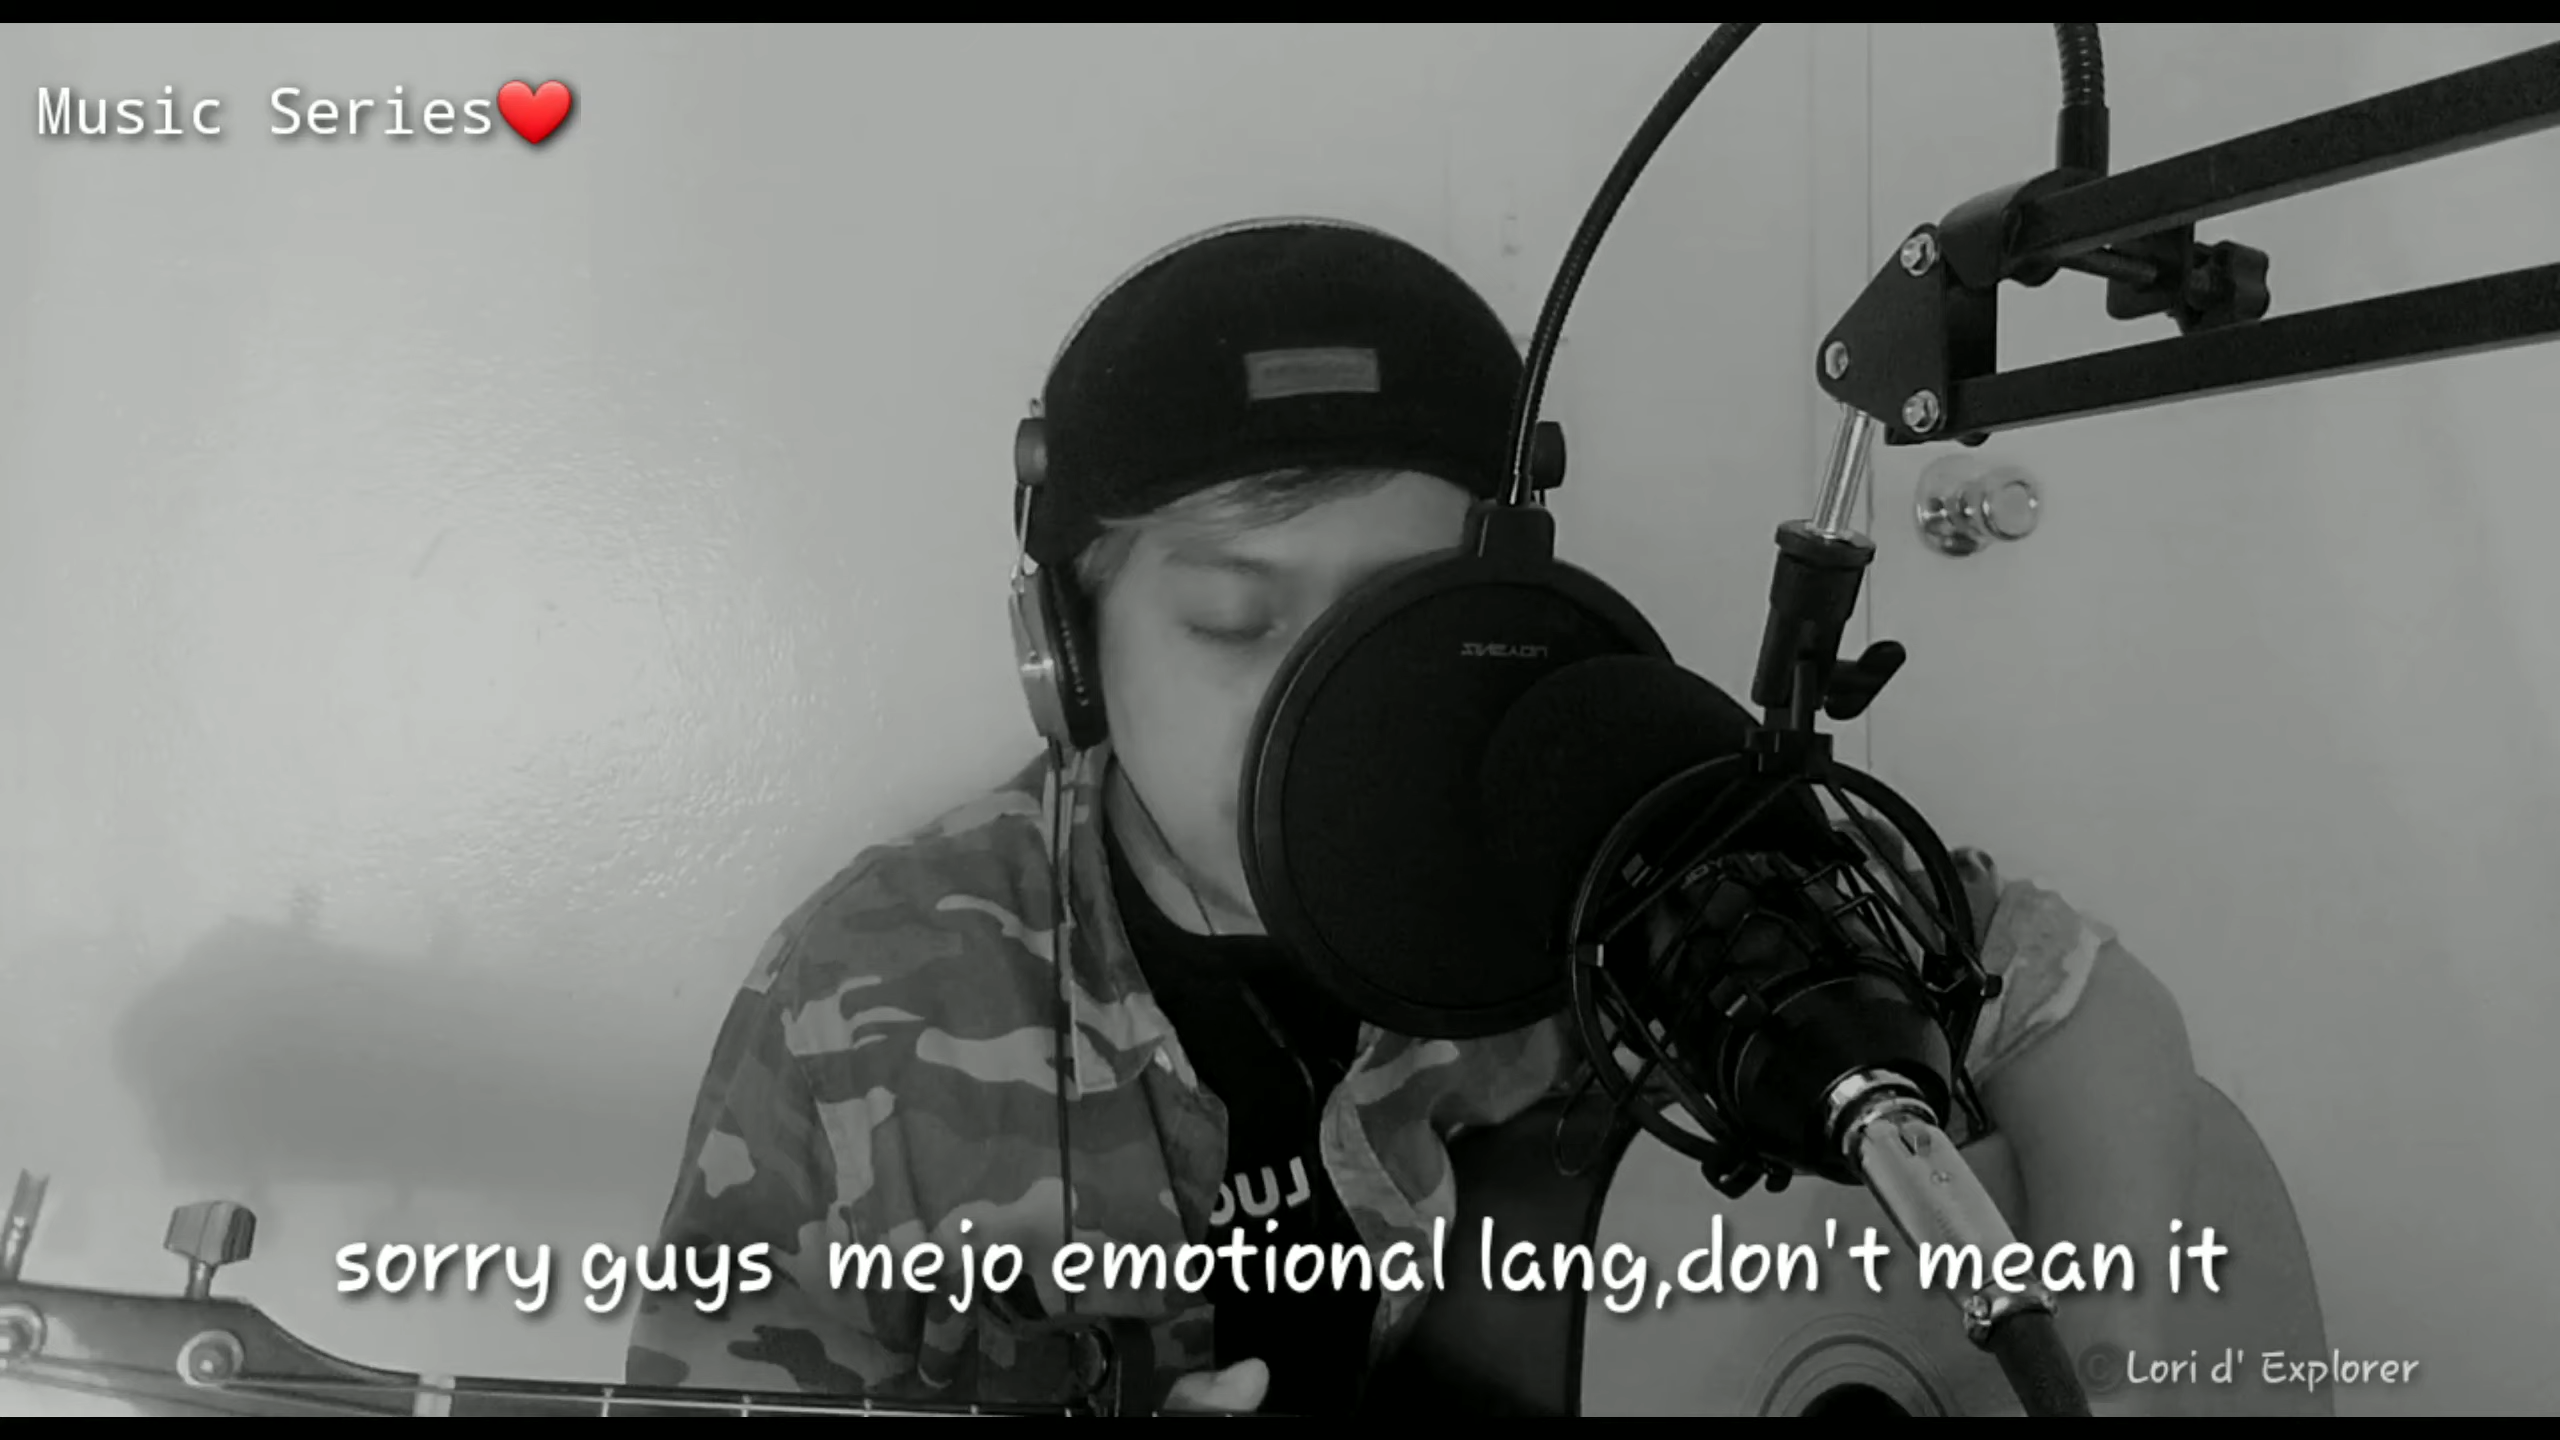 Music Series❤️
sorry guys  mejo emotional lang,don't mean it
©Lori d' Explorer